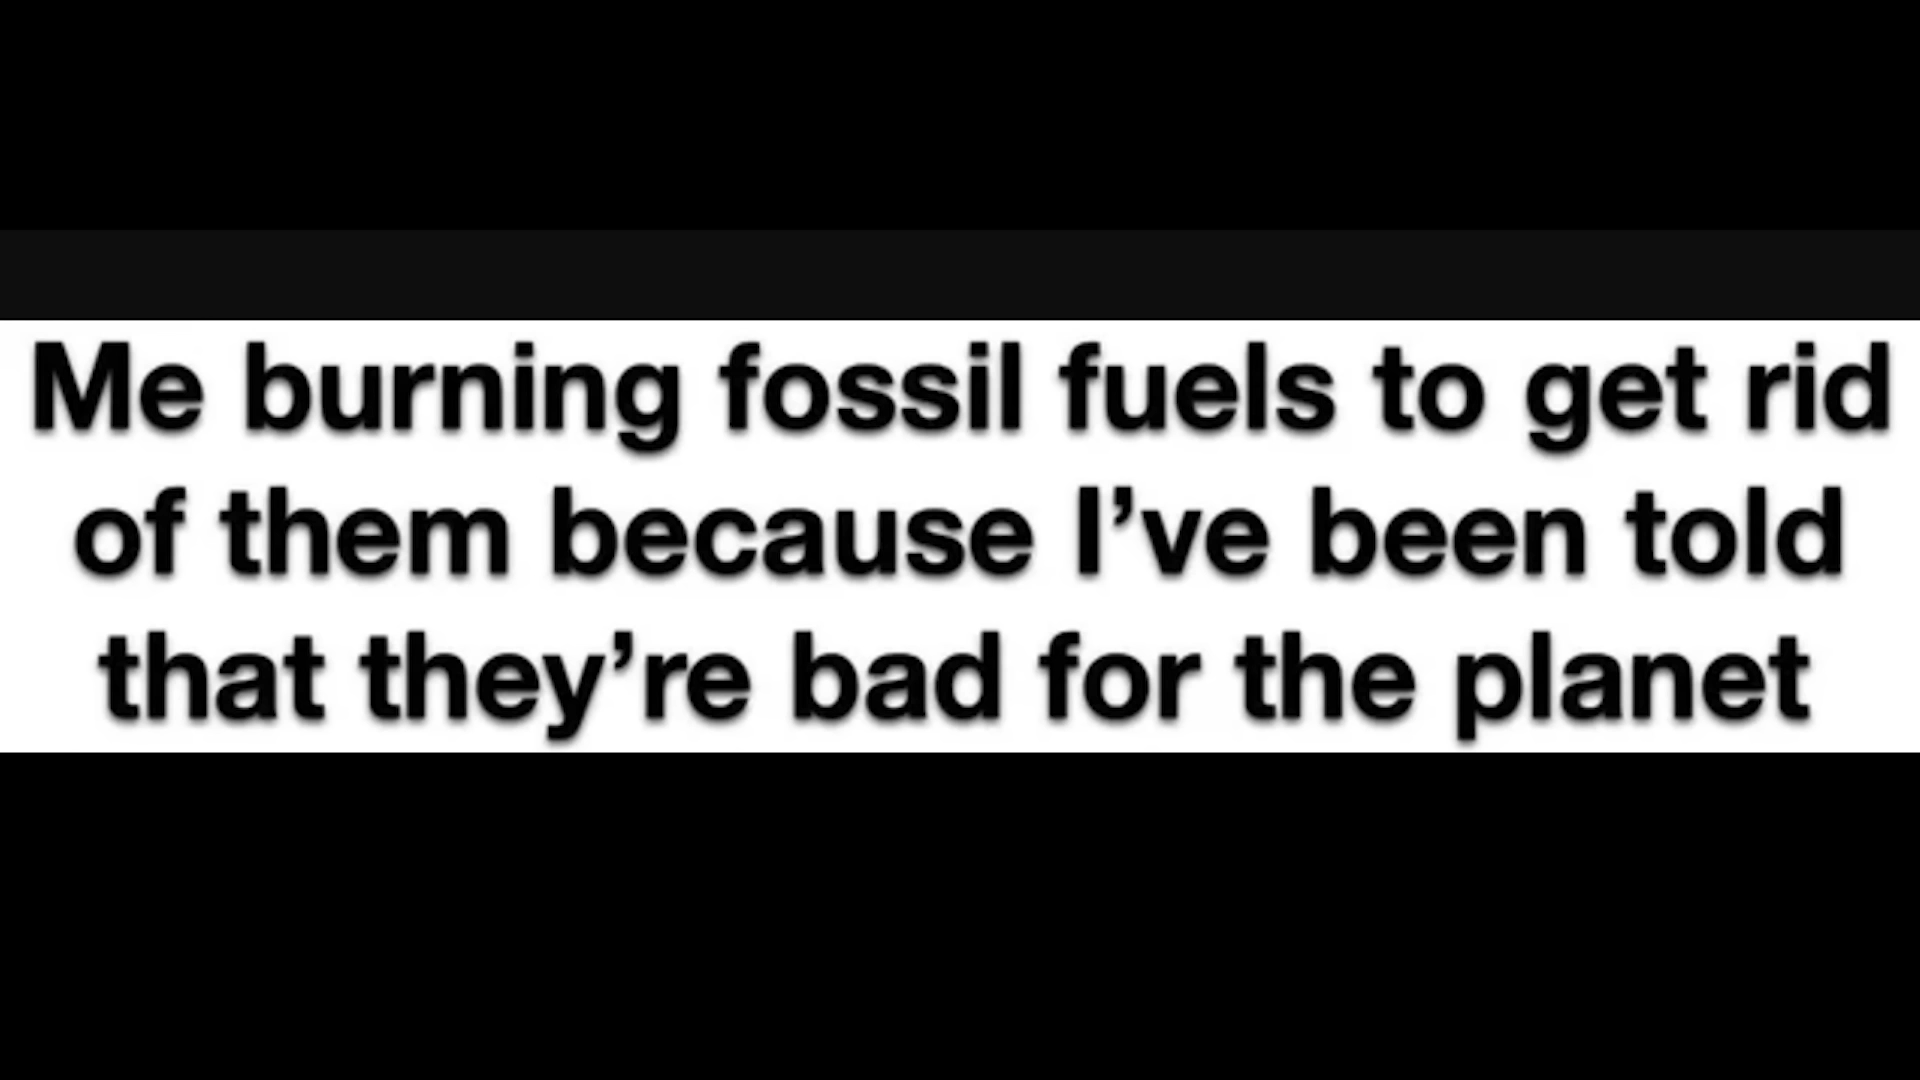 Me burning fossil fuels to get rid
of them because I’ve been told
that they’re bad for the planet